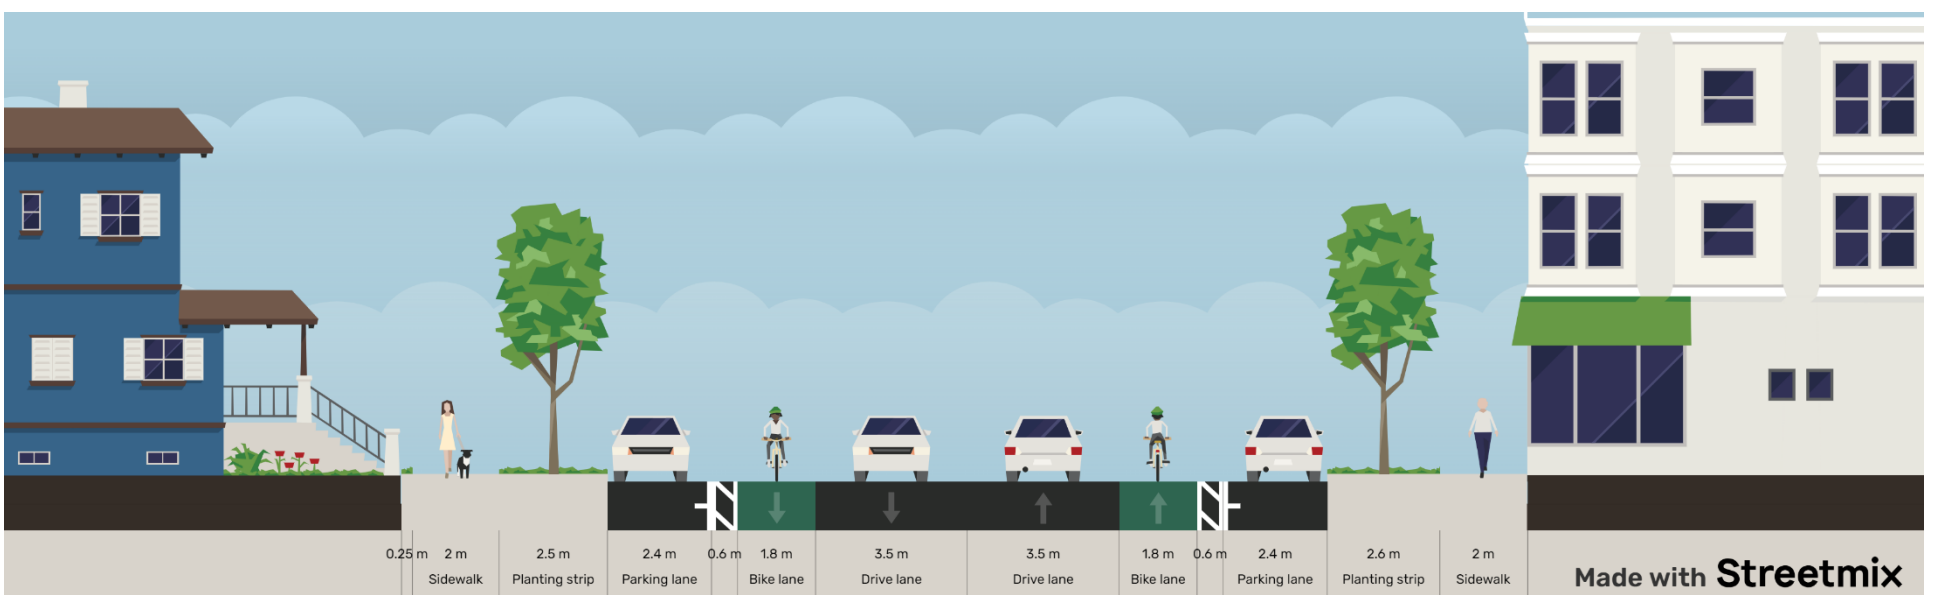 0.25 m 2 m 2.5 m 2.4 m 0.6 m 1.8 m 3.5 m 3.5 m 1.8 m 0.6 m 2.4 m 2.6 m 2 m
Sidewalk Planting strip Parking lane Bike lane Drive lane Drive lane Bike lane Parking lane Planting strip Sidewalk
Made with Streetmix